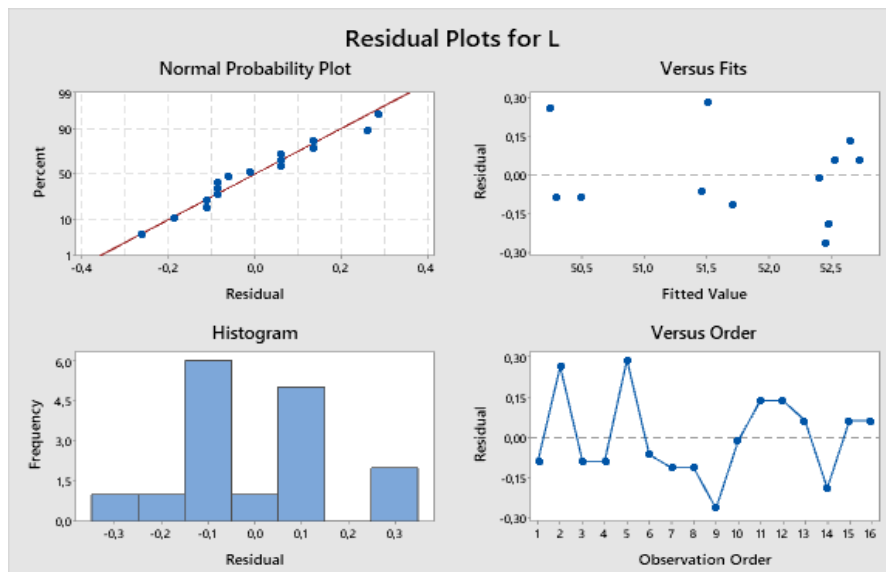 Residual Plots for L
Normal Probability Plot
99
90
50
10
1
Percent
-0,4 -0,2 0,0 0,2 0,4
Residual
Versus Fits
0,30
0,15
0,00
-0,15
-0,30
Residual
50,5 51,0 51,5 52,0 52,5
Fitted Value
Histogram
6,0
4,5
3,0
1,5
0,0
Frequency
-0,3 -0,2 -0,1 0,0 0,1 0,2 0,3
Residual
Versus Order
0,30
0,15
0,00
-0,15
-0,30
Residual
1 2 3 4 5 6 7 8 9 10 11 12 13 14 15 16
Observation Order